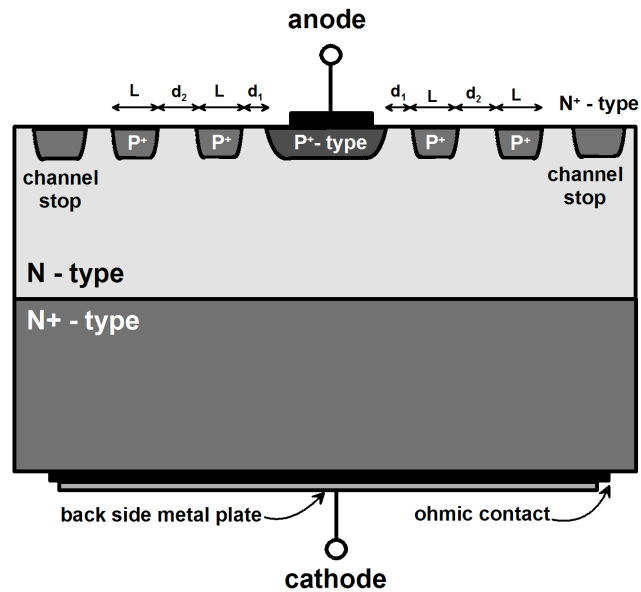 anode
L d₂ L d₁ d₁ L d₂ L N⁺ - type
P⁺ P⁺ P⁺- type P⁺ P⁺
channel
stop
channel
stop
N - type
N+ - type
back side metal plate
ohmic contact
cathode